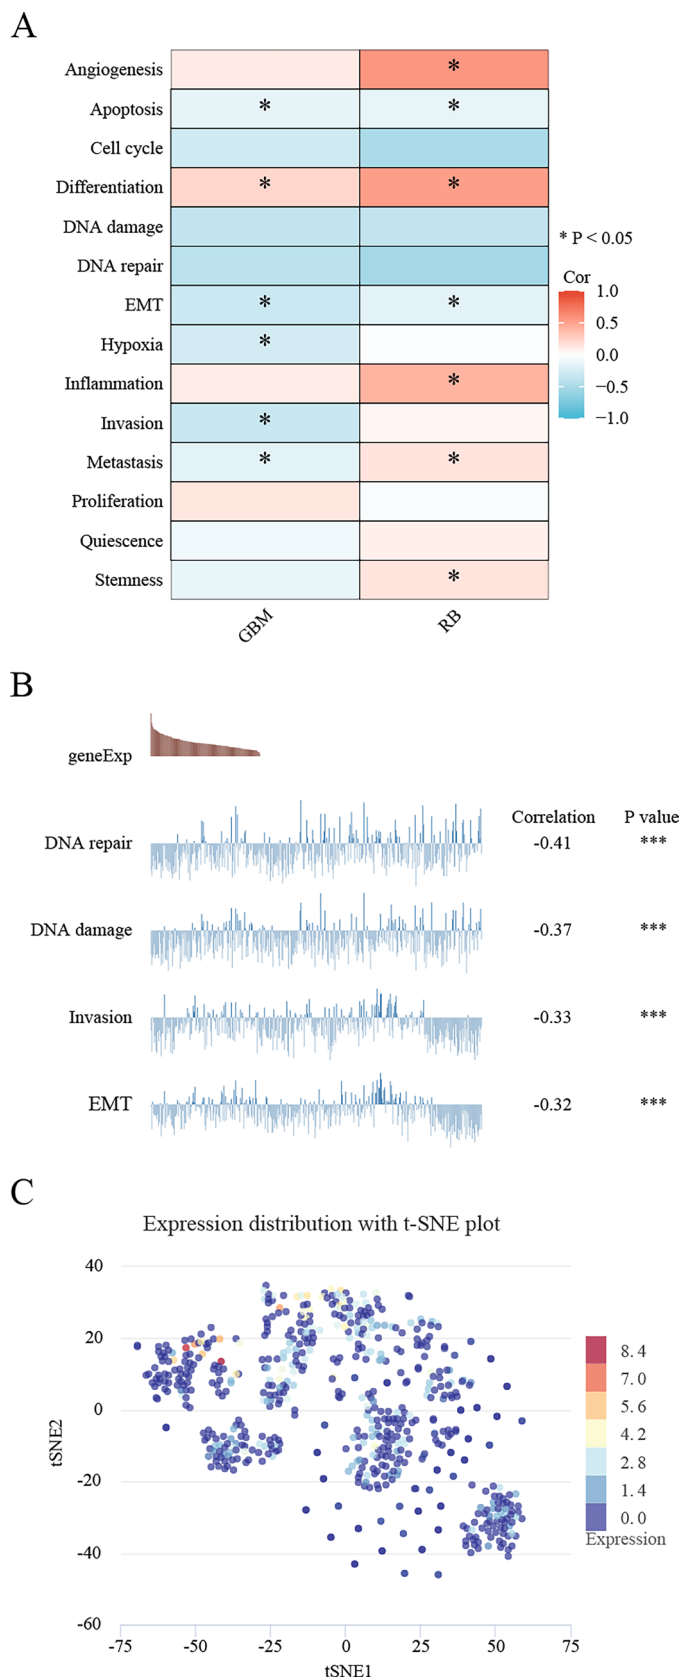 A
Angiogenesis *
Apoptosis * *
Cell cycle
Differentiation * *
DNA damage
* P < 0.05
DNA repair
Cor
EMT * *
1.0
0.5
0.0
−0.5
−1.0
Hypoxia *
Inflammation *
Invasion *
Metastasis * *
Proliferation
Quiescence
Stemness *
GBM RB
B
geneExp
Correlation P value
DNA repair -0.41 ***
DNA damage -0.37 ***
Invasion -0.33 ***
EMT -0.32 ***
C
Expression distribution with t-SNE plot
40
20
0
-20
-40
-60
tSNE2
-75 -50 -25 0 25 50 75
tSNE1
8.4
7.0
5.6
4.2
2.8
1.4
0.0
Expression